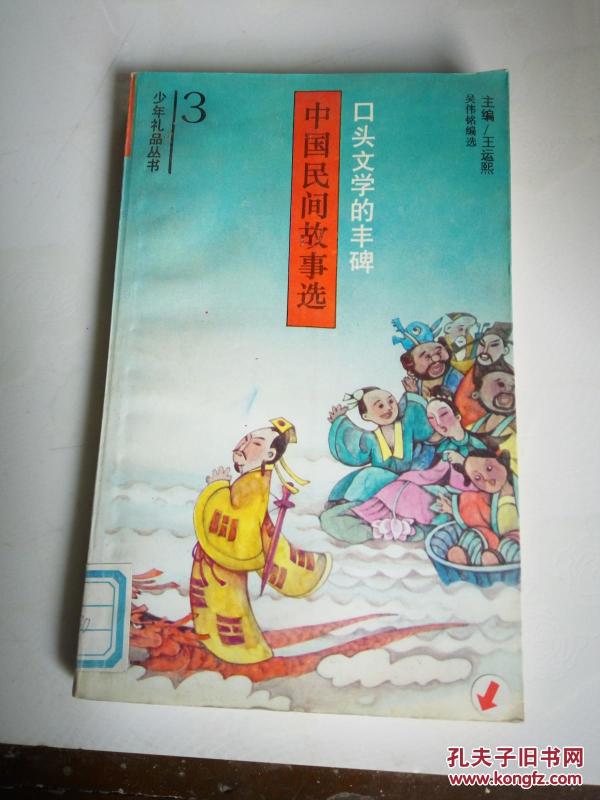 少年礼品丛书
3
中国民间故事选
口头文学的丰碑
主编/王运熙
吴伟铭编选
孔夫子旧书网
www.kongfz.com